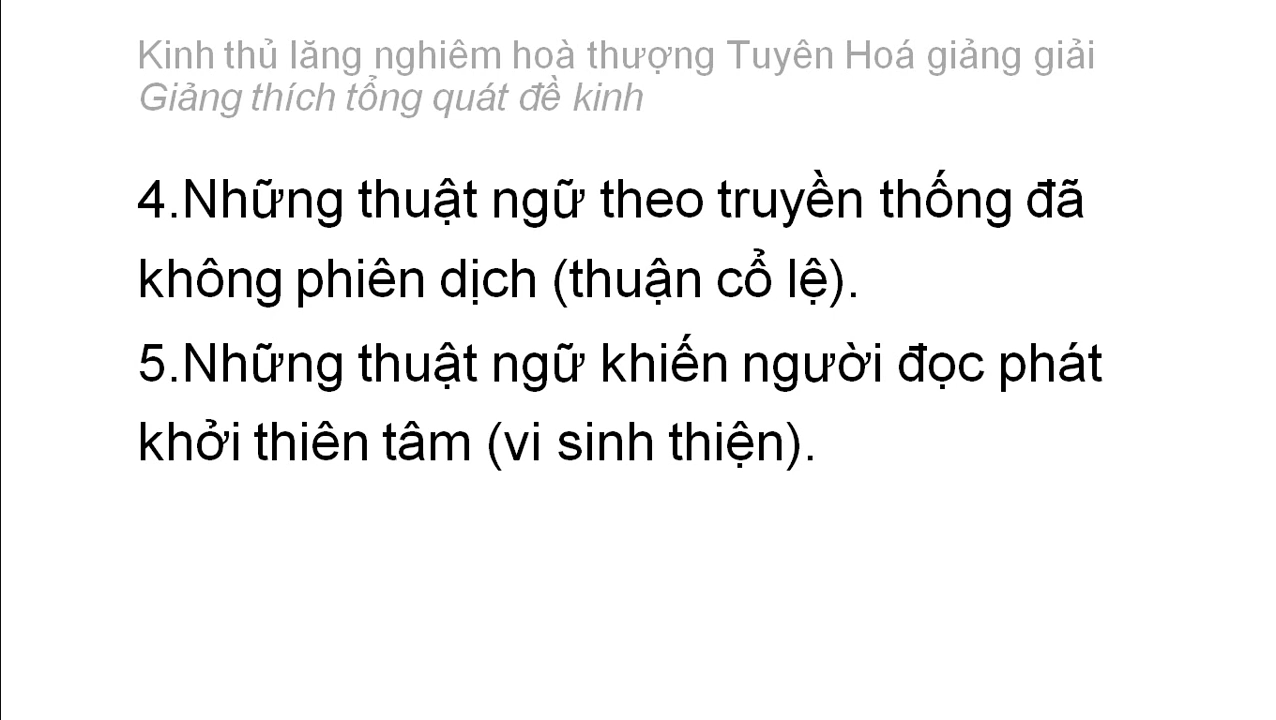 Kinh thủ lăng nghiêm hoà thượng Tuyên Hoá giảng giải
Giảng thích tổng quát đề kinh
4.Những thuật ngữ theo truyền thống đã
không phiên dịch (thuận cổ lệ).
5.Những thuật ngữ khiến người đọc phát
khởi thiên tâm (vi sinh thiện).